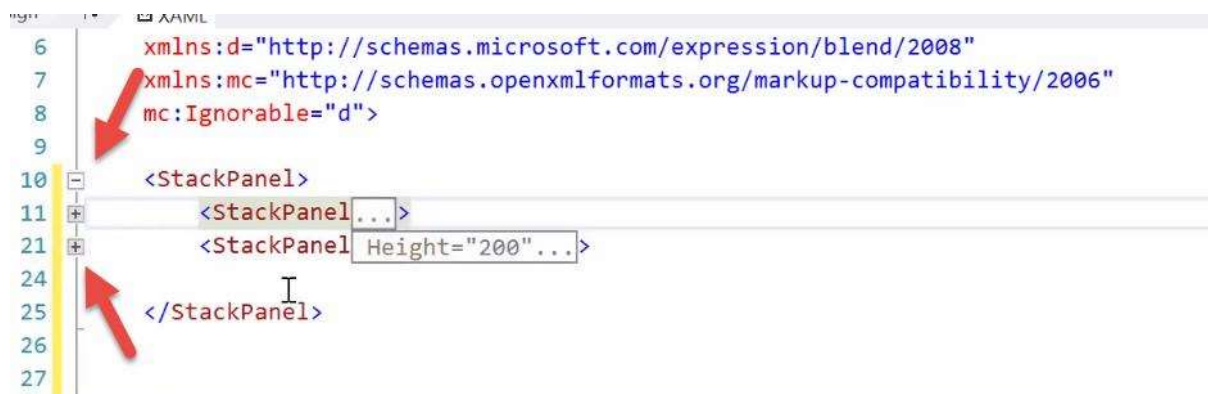 XAML
6 xmlns:d="http://schemas.microsoft.com/expression/blend/2008"
7 xmlns:mc="http://schemas.openxmlformats.org/markup-compatibility/2006"
8 mc:Ignorable="d">
9
10 <StackPanel>
11 <StackPanel...>
21 <StackPanel Height="200"...>
24
25 </StackPanel>
26
27